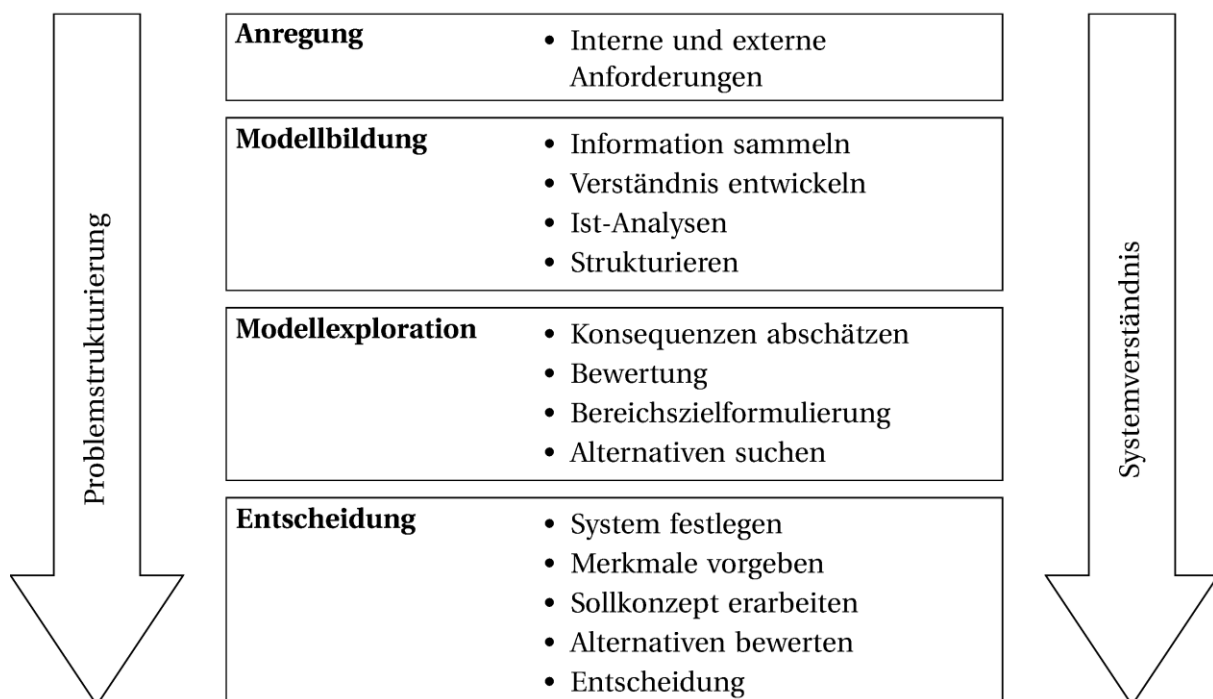 Problemstrukturierung
Anregung
• Interne und externe
Anforderungen
Modellbildung
• Information sammeln
• Verständnis entwickeln
• Ist-Analysen
• Strukturieren
Modellexploration
• Konsequenzen abschätzen
• Bewertung
• Bereichszielformulierung
• Alternativen suchen
Entscheidung
• System festlegen
• Merkmale vorgeben
• Sollkonzept erarbeiten
• Alternativen bewerten
• Entscheidung
Systemverständnis